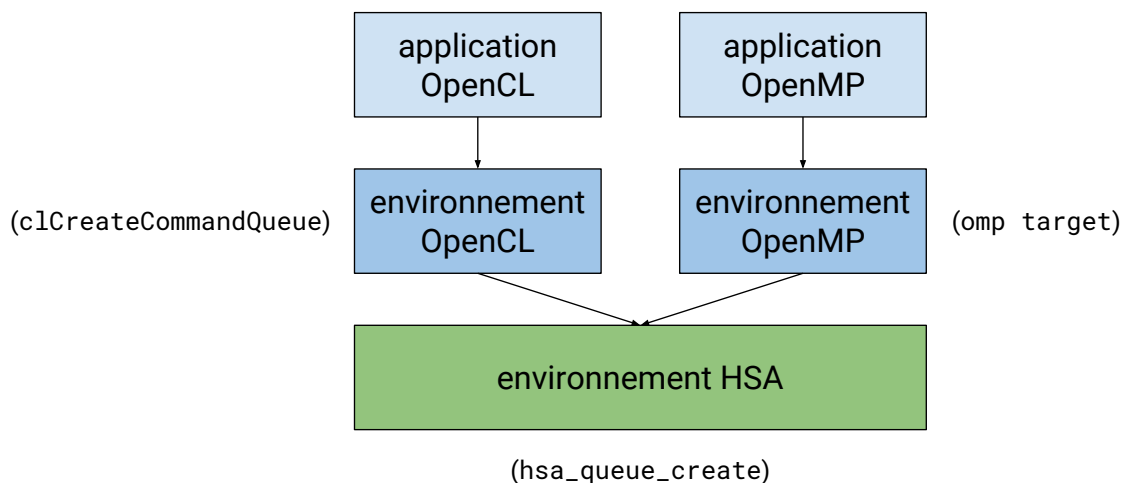 application
OpenCL
application
OpenMP
(clCreateCommandQueue)
environnement
OpenCL
environnement
OpenMP
(omp target)
environnement HSA
(hsa_queue_create)